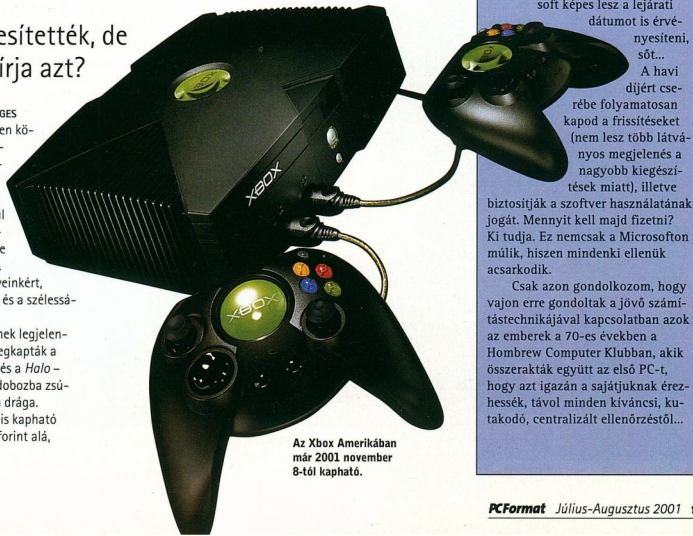 esítették, de
írja azt?
GES
en kö-
-
-
ül
-
e
.
veinkért,
és a szélessá-
nek legjelen-
egkapták a
és a Halo –
dobozba zsú-
drága.
is kapható
forint alá,
XBOX
XBOX
Az Xbox Amerikában
már 2001 november
8-tól kapható.
soft képes lesz a lejárati
dátumot is érvé-
nyesíteni,
sőt...
A havi
díjért cse-
rébe folyamatosan
kapod a frissítéseket
(nem lesz több látvá-
nyos megjelenés a
nagyobb kiegészí-
tések miatt), illetve
biztosítják a szoftver használatának
jogát. Mennyit kell majd fizetni?
Ki tudja. Ez nemcsak a Microsofton
múlik, hiszen mindenki ellenük
acsarkodik.
Csak azon gondolkozom, hogy
vajon erre gondoltak a jövő számí-
tástechnikájával kapcsolatban azok
az emberek a 70-es években a
Hombrew Computer Klubban, akik
összerakták együtt az első PC-t,
hogy azt igazán a sajátjuknak érez-
hessék, távol minden kíváncsi, ku-
takodó, centralizált ellenőrzéstől...
PCFormat Július-Augusztus 2001